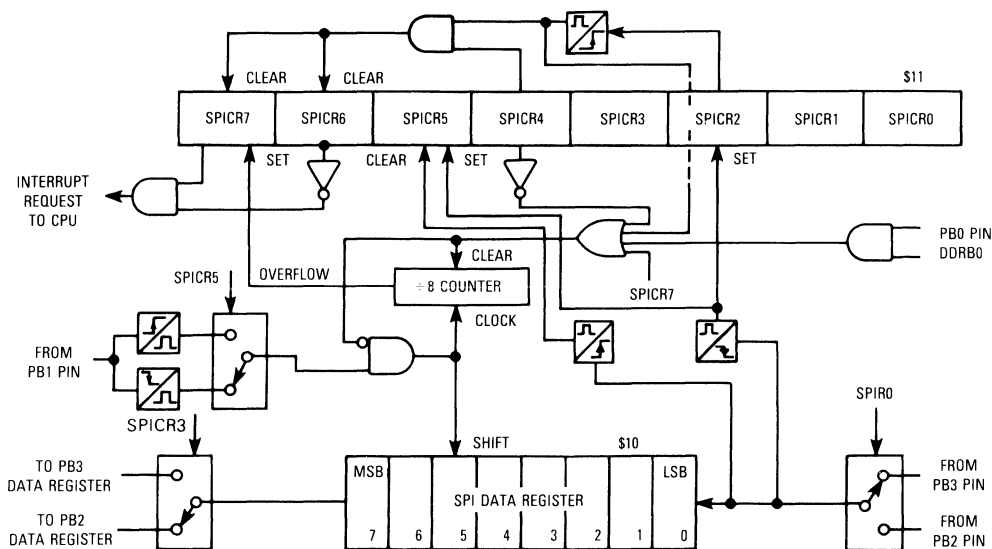 CLEAR CLEAR $11
SPICR7 SPICR6 SPICR5 SPICR4 SPICR3 SPICR2 SPICR1 SPICR0
SET CLEAR SET SET
INTERRUPT
REQUEST
TO CPU
PB0 PIN
DDRB0
CLEAR
SPICR5 OVERFLOW
÷8 COUNTER
SPICR7
CLOCK
FROM
PB1 PIN
SPICR3
SPIR0
SHIFT $10
TO PB3
DATA REGISTER
MSB LSB
FROM
PB3 PIN
SPI DATA REGISTER
TO PB2
DATA REGISTER
FROM
PB2 PIN
7 6 5 4 3 2 1 0